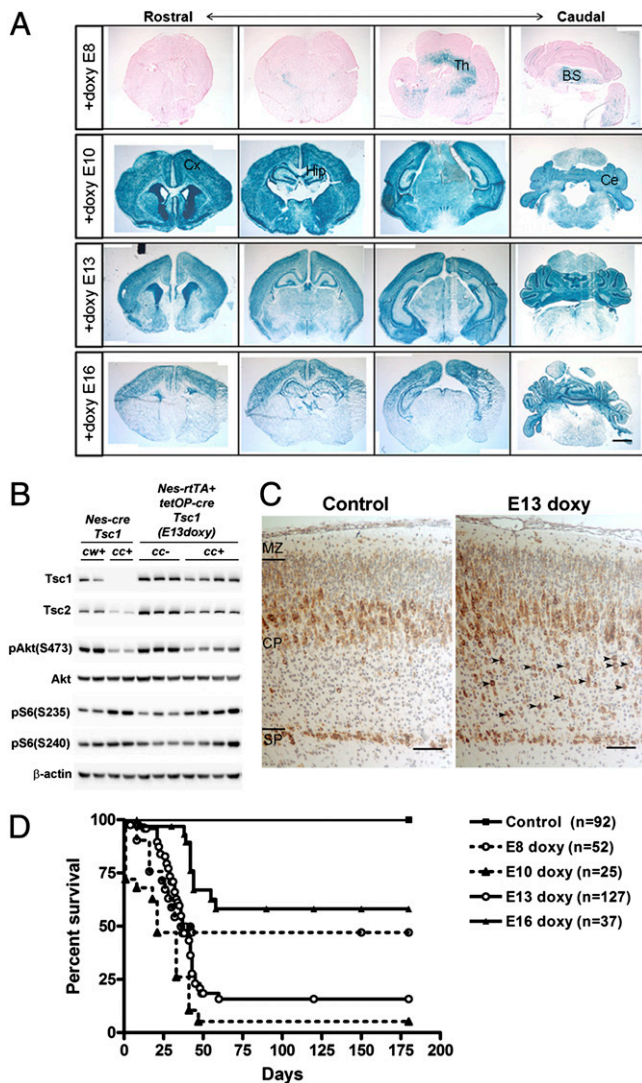 A
Rostral
Caudal
+doxy E8
Th
BS
+doxy E10
Cx
Hip
Ce
+doxy E13
+doxy E16
B
Nes-cre
Tsc1
Nes-rtTA+
tetOP-cre
Tsc1
(E13doxy)
cw+ cc+ cc- cc+
Tsc1
Tsc2
pAkt(S473)
Akt
pS6(S235)
pS6(S240)
β-actin
C
Control
E13 doxy
MZ
CP
SP
D
Percent survival
100
75
50
25
0
0 25 50 75 100 125 150 175 200
Days
Control (n=92)
E8 doxy (n=52)
E10 doxy (n=25)
E13 doxy (n=127)
E16 doxy (n=37)